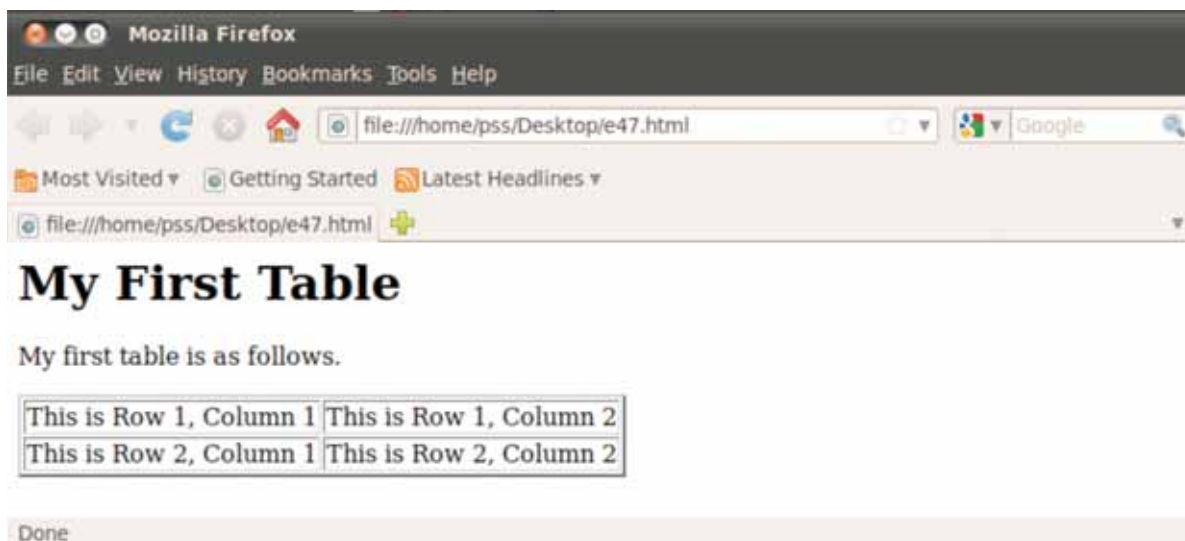 Mozilla Firefox
File Edit View History Bookmarks Tools Help
file:///home/pss/Desktop/e47.html Google
Most Visited Getting Started Latest Headlines
file:///home/pss/Desktop/e47.html
My First Table
My first table is as follows.
This is Row 1, Column 1 This is Row 1, Column 2
This is Row 2, Column 1 This is Row 2, Column 2
Done